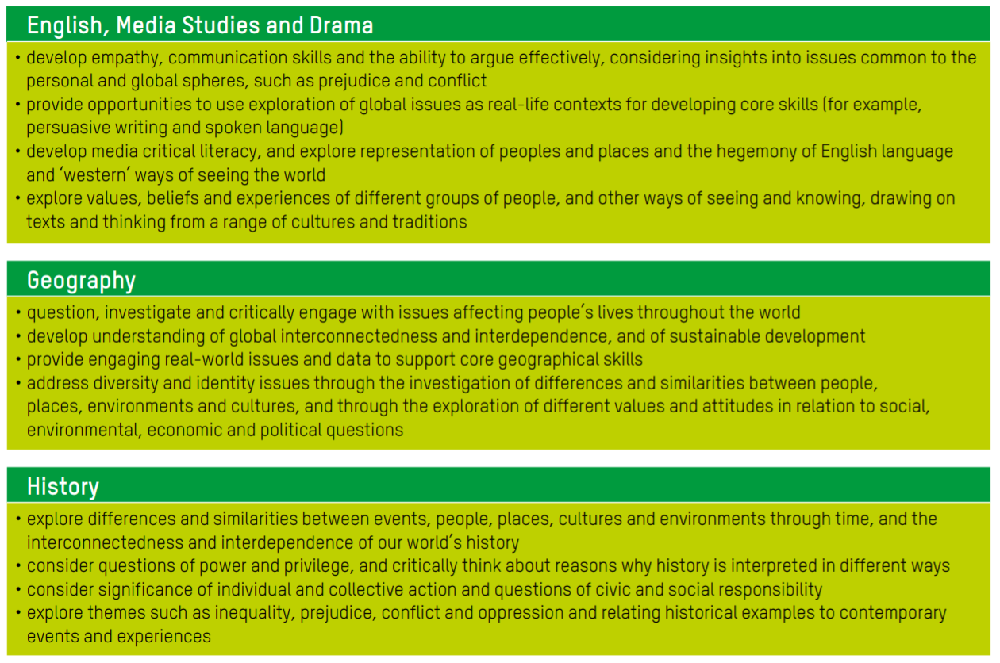 English, Media Studies and Drama
• develop empathy, communication skills and the ability to argue effectively, considering insights into issues common to the
personal and global spheres, such as prejudice and conflict
• provide opportunities to use exploration of global issues as real-life contexts for developing core skills (for example,
persuasive writing and spoken language)
• develop media critical literacy, and explore representation of peoples and places and the hegemony of English language
and ‘western’ ways of seeing the world
• explore values, beliefs and experiences of different groups of people, and other ways of seeing and knowing, drawing on
texts and thinking from a range of cultures and traditions
Geography
• question, investigate and critically engage with issues affecting people’s lives throughout the world
• develop understanding of global interconnectedness and interdependence, and of sustainable development
• provide engaging real-world issues and data to support core geographical skills
• address diversity and identity issues through the investigation of differences and similarities between people,
places, environments and cultures, and through the exploration of different values and attitudes in relation to social,
environmental, economic and political questions
History
• explore differences and similarities between events, people, places, cultures and environments through time, and the
interconnectedness and interdependence of our world’s history
• consider questions of power and privilege, and critically think about reasons why history is interpreted in different ways
• consider significance of individual and collective action and questions of civic and social responsibility
• explore themes such as inequality, prejudice, conflict and oppression and relating historical examples to contemporary
events and experiences